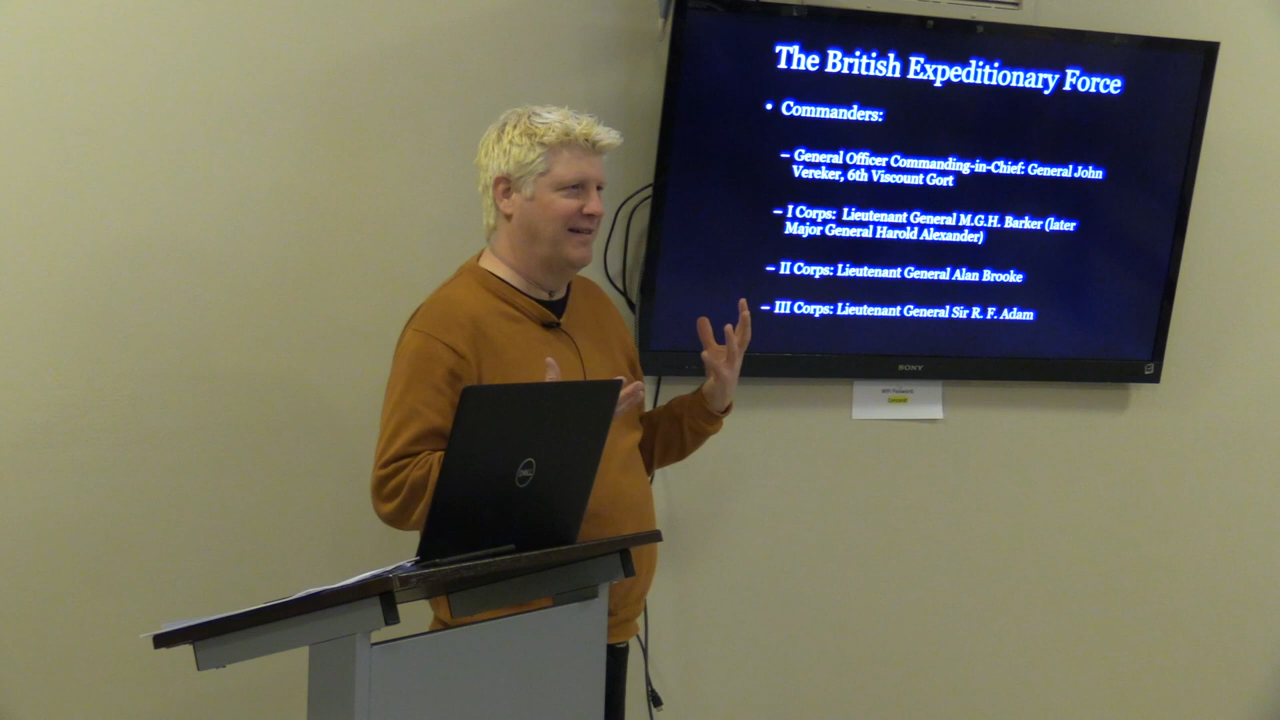 The British Expeditionary Force
• Commanders:
– General Officer Commanding-in-Chief: General John
Vereker, 6th Viscount Gort
– I Corps: Lieutenant General M.G.H. Barker (later
Major General Harold Alexander)
– II Corps: Lieutenant General Alan Brooke
– III Corps: Lieutenant General Sir R. F. Adam
SONY
DELL